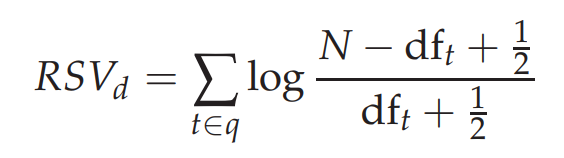 RSV_d = \sum_{t \in q} \log \frac{N - \mathrm{df}_t + \frac{1}{2}}{\mathrm{df}_t + \frac{1}{2}}